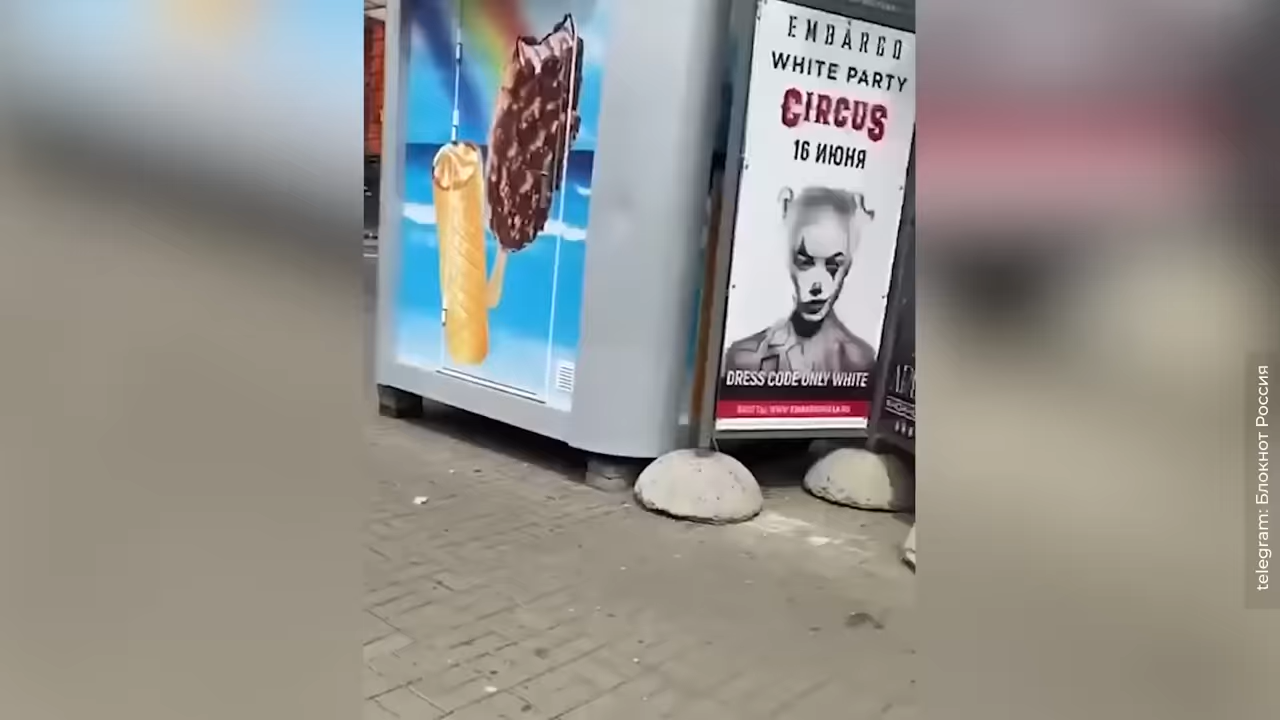 EMBARGO
WHITE PARTY
CIRCUS
16 ИЮНЯ
DRESS CODE ONLY WHITE
telegram: Блокнот Россия